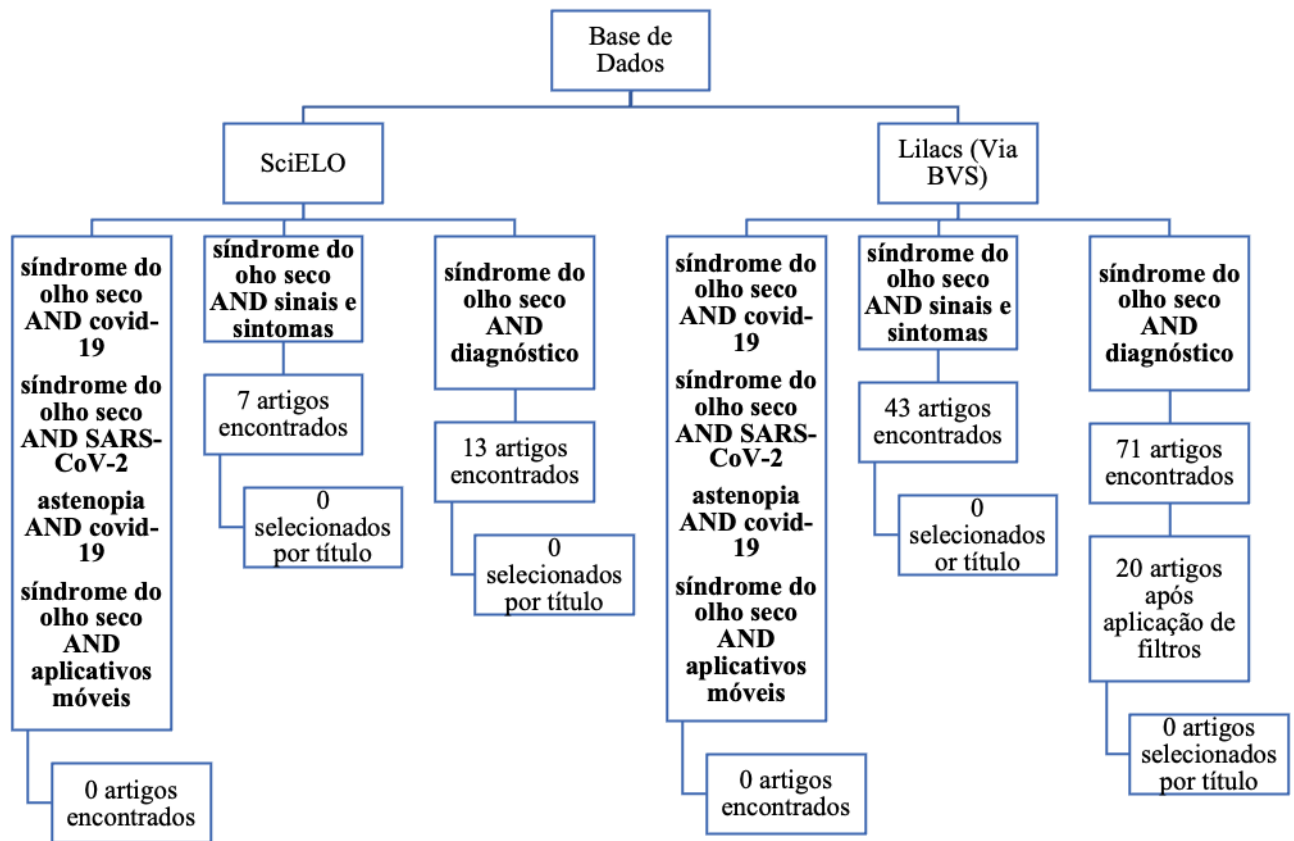 Base de
Dados
SciELO
Lilacs (Via
BVS)
síndrome do
olho seco
AND covid-
19
síndrome do
olho seco
AND SARS-
CoV-2
astenopia
AND covid-
19
síndrome do
olho seco
AND
aplicativos
móveis
0 artigos
encontrados
síndrome do
oho seco
AND sinais e
sintomas
7 artigos
encontrados
0
selecionados
por título
síndrome do
olho seco
AND
diagnóstico
13 artigos
encontrados
0
selecionados
por título
síndrome do
olho seco
AND covid-
19
síndrome do
olho seco
AND SARS-
CoV-2
astenopia
AND covid-
19
síndrome do
olho seco
AND
aplicativos
móveis
0 artigos
encontrados
síndrome do
olho seco
AND sinais e
sintomas
43 artigos
encontrados
0
selecionados
or título
síndrome do
olho seco
AND
diagnóstico
71 artigos
encontrados
20 artigos
após
aplicação de
filtros
0 artigos
selecionados
por título